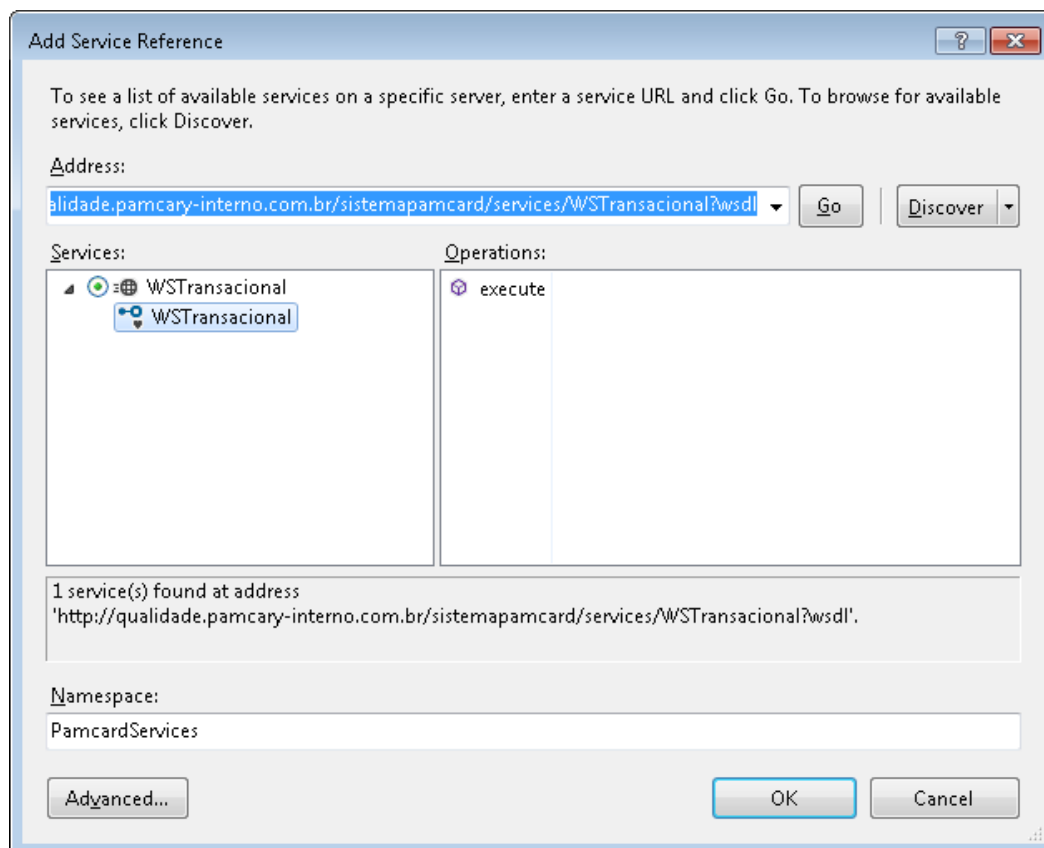 Add Service Reference
To see a list of available services on a specific server, enter a service URL and click Go. To browse for available
services, click Discover.
Address:
alidade.pamcary-interno.com.br/sistemapamcard/services/WSTransacional?wsdl
Go
Discover
Services:
Operations:
WSTransacional
execute
WSTransacional
1 service(s) found at address
'http://qualidade.pamcary-interno.com.br/sistemapamcard/services/WSTransacional?wsdl'.
Namespace:
PamcardServices
Advanced...
OK
Cancel